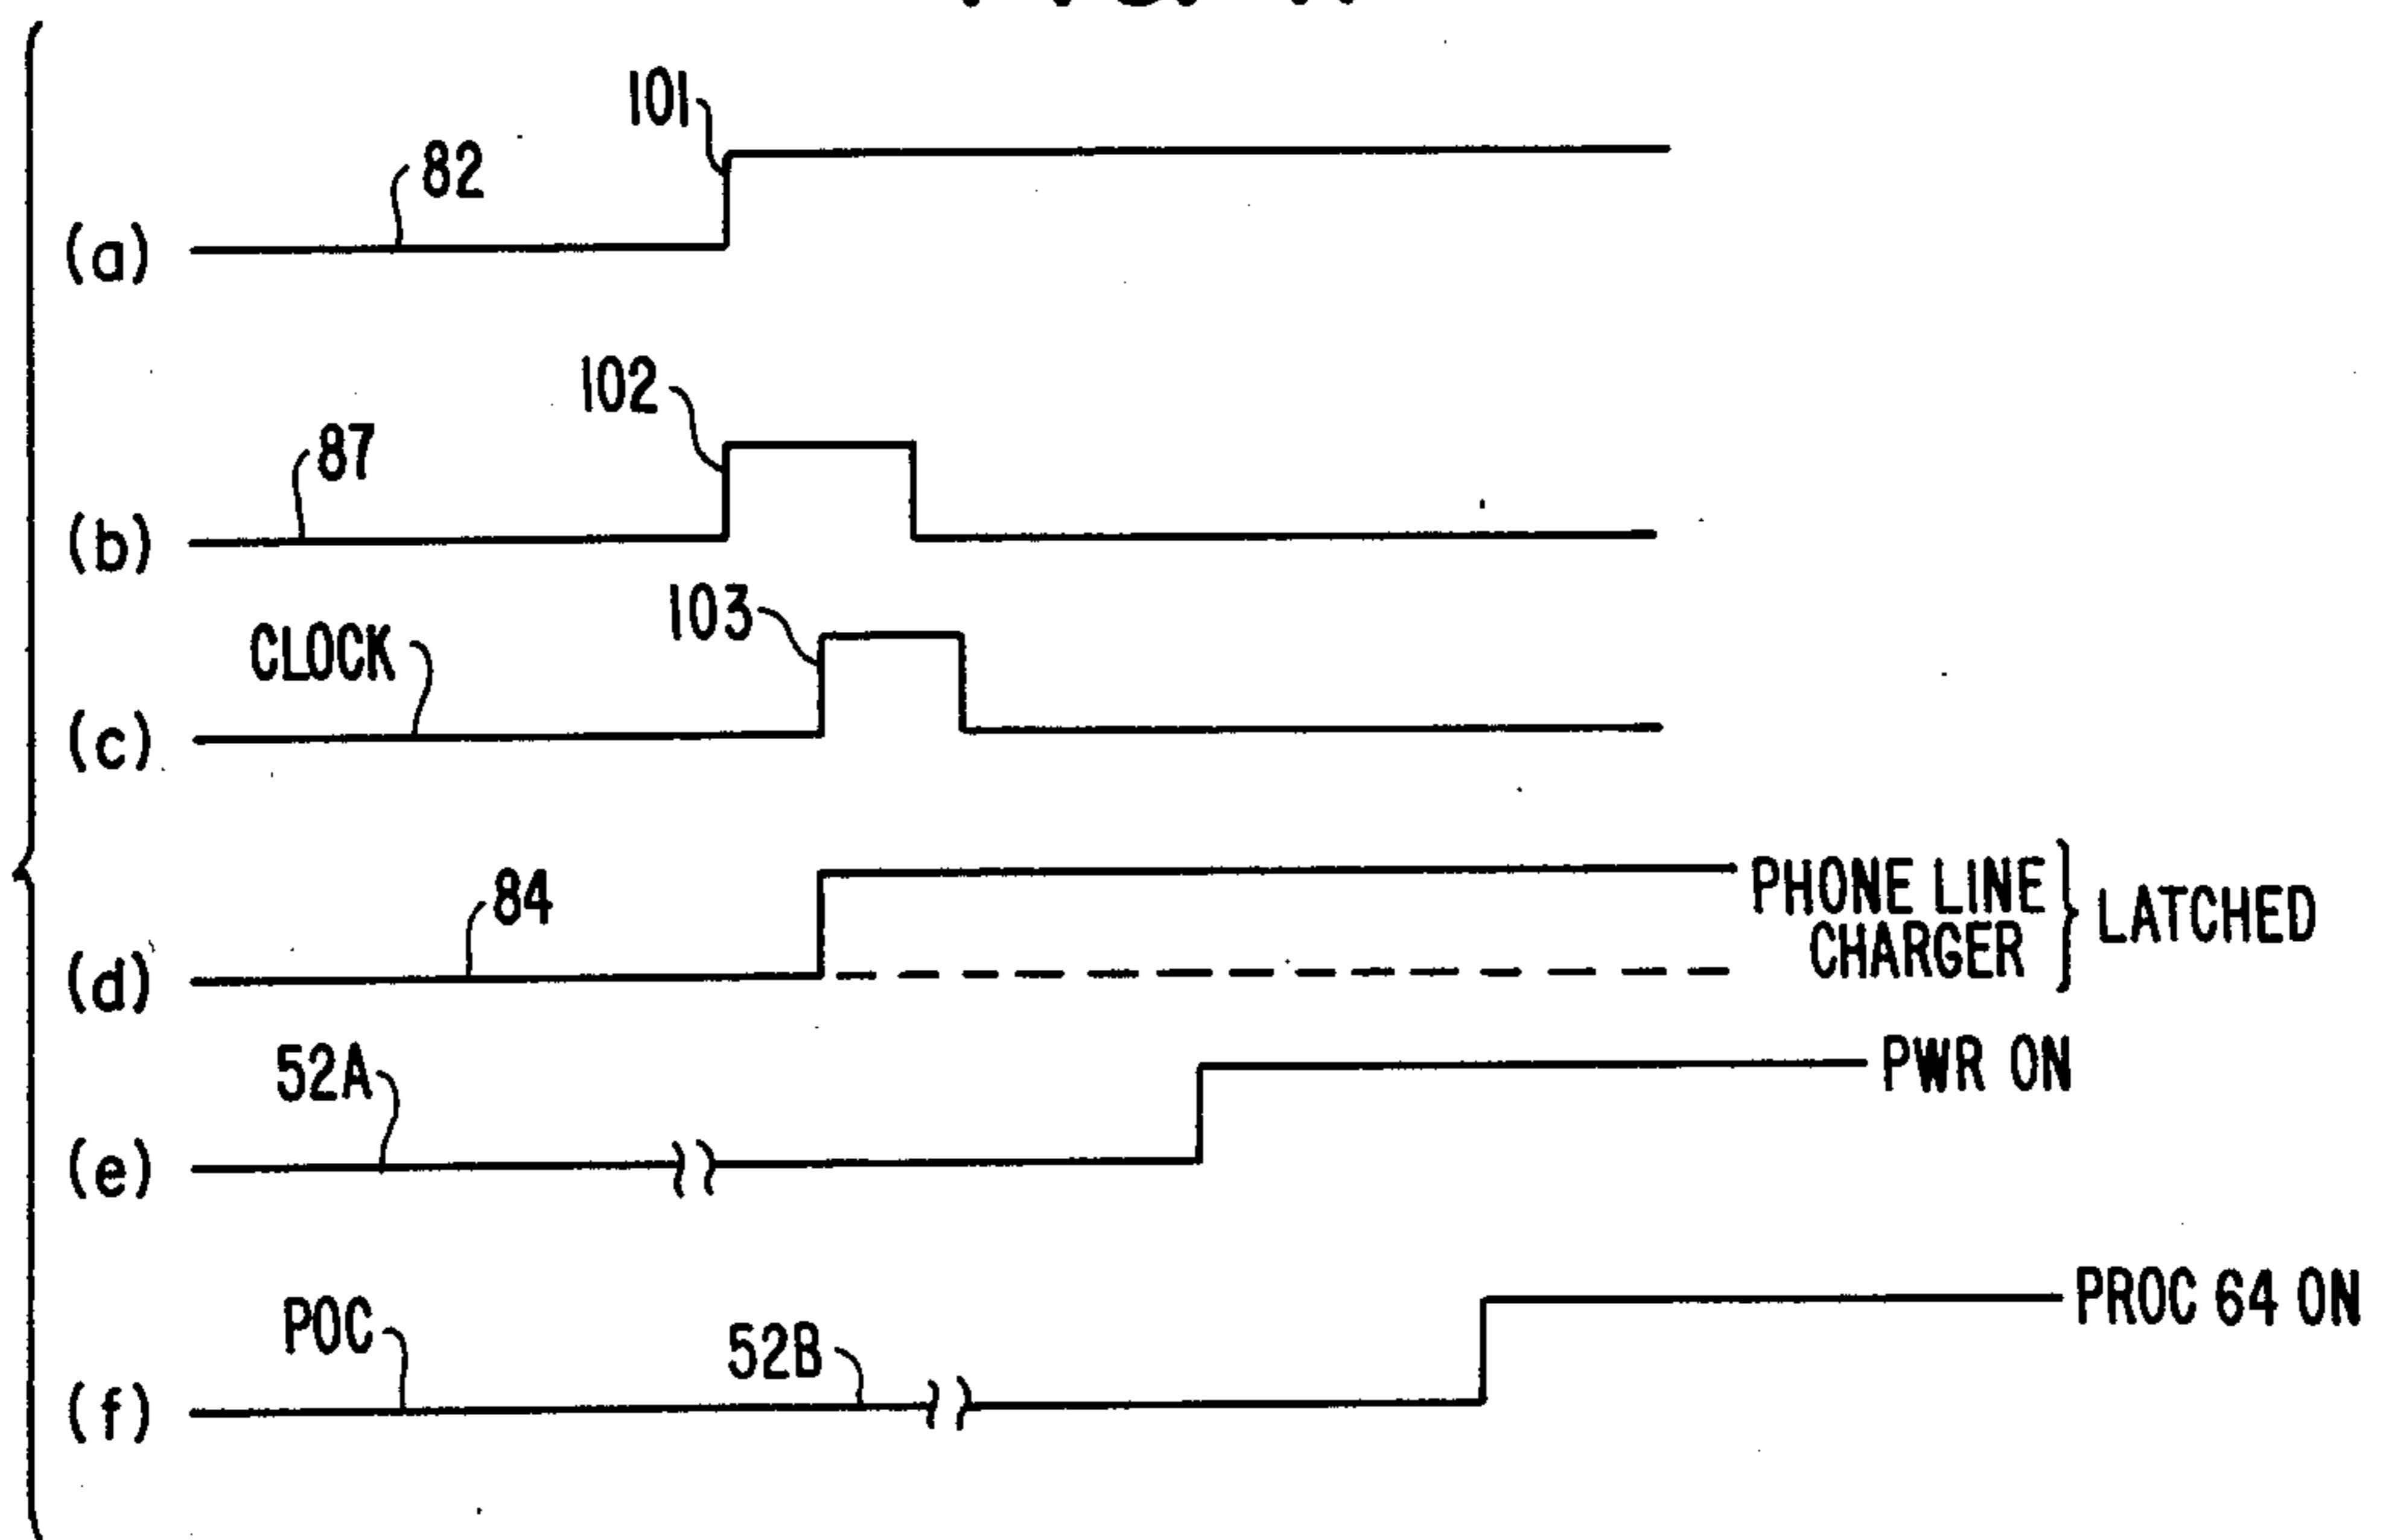 101
82
(a)
102
87
(b)
103
CLOCK
(c)
84
PHONE LINE
CHARGER
LATCHED
(d)
52A
PWR ON
(e)
POC
52B
PROC 64 ON
(f)